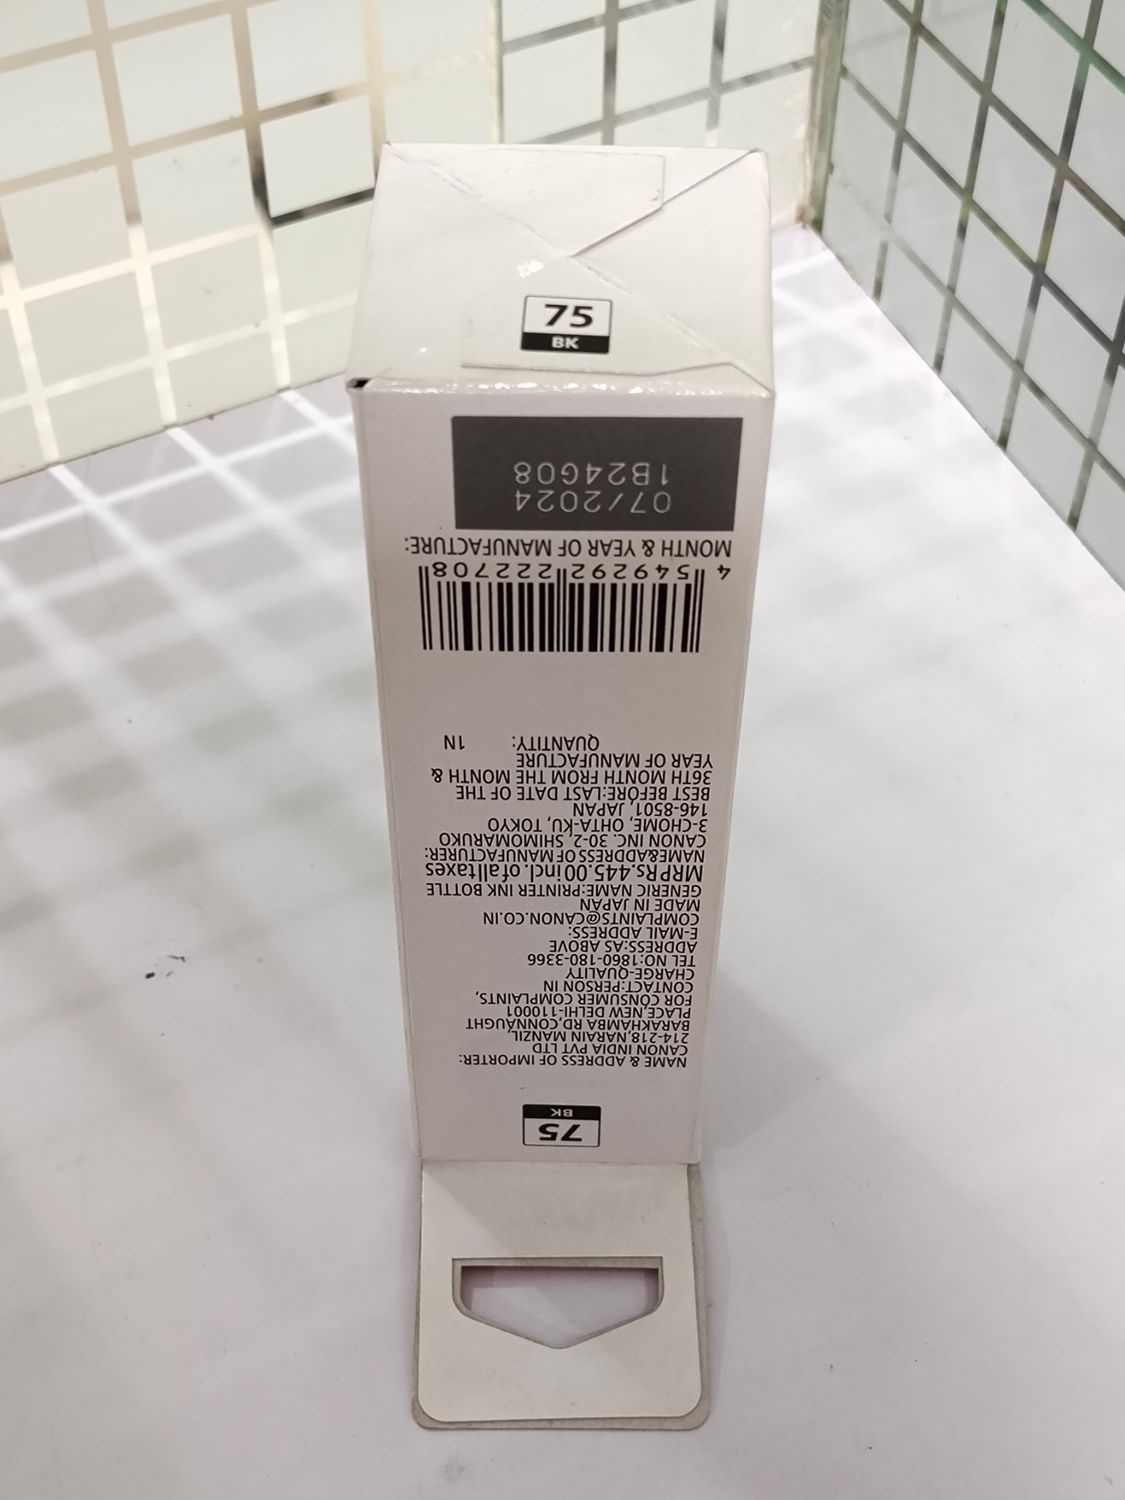 75
BK
75
BK
NAME & ADDRESS OF IMPORTER:
CANON INDIA PVT LTD
214-218,NARAIN MANZIL,
BARAKHAMBA RD,CONNAUGHT
PLACE,NEW DELHI-110001
FOR CONSUMER COMPLAINTS,
CONTACT:PERSON IN
CHARGE-QUALITY
TEL NO:1860-180-3366
ADDRESS:AS ABOVE
E-MAIL ADDRESS:
COMPLAINTS@CANON.CO.IN
MADE IN JAPAN
GENERIC NAME:PRINTER INK BOTTLE
MRPRs.445.00incl.ofalltaxes
NAME&ADDRESS OF MANUFACTURER:
CANON INC. 30-2, SHIMOMARUKO
3-CHOME, OHTA-KU, TOKYO
146-8501, JAPAN
BEST BEFORE:LAST DATE OF THE
36TH MONTH FROM THE MONTH &
YEAR OF MANUFACTURE
QUANTITY: 1N
4 549292 222708
MONTH & YEAR OF MANUFACTURE:
07/2024
1B24G08